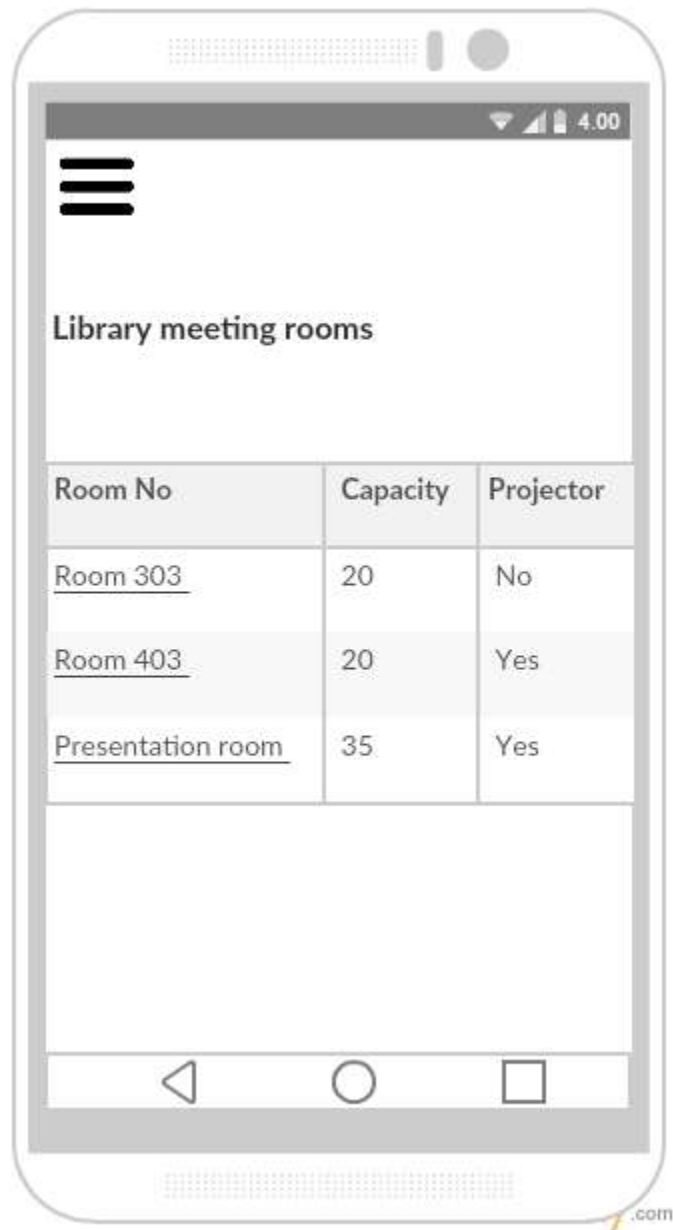 4.00
Library meeting rooms
Room No Capacity Projector
Room 303 20 No
Room 403 20 Yes
Presentation room 35 Yes
.com